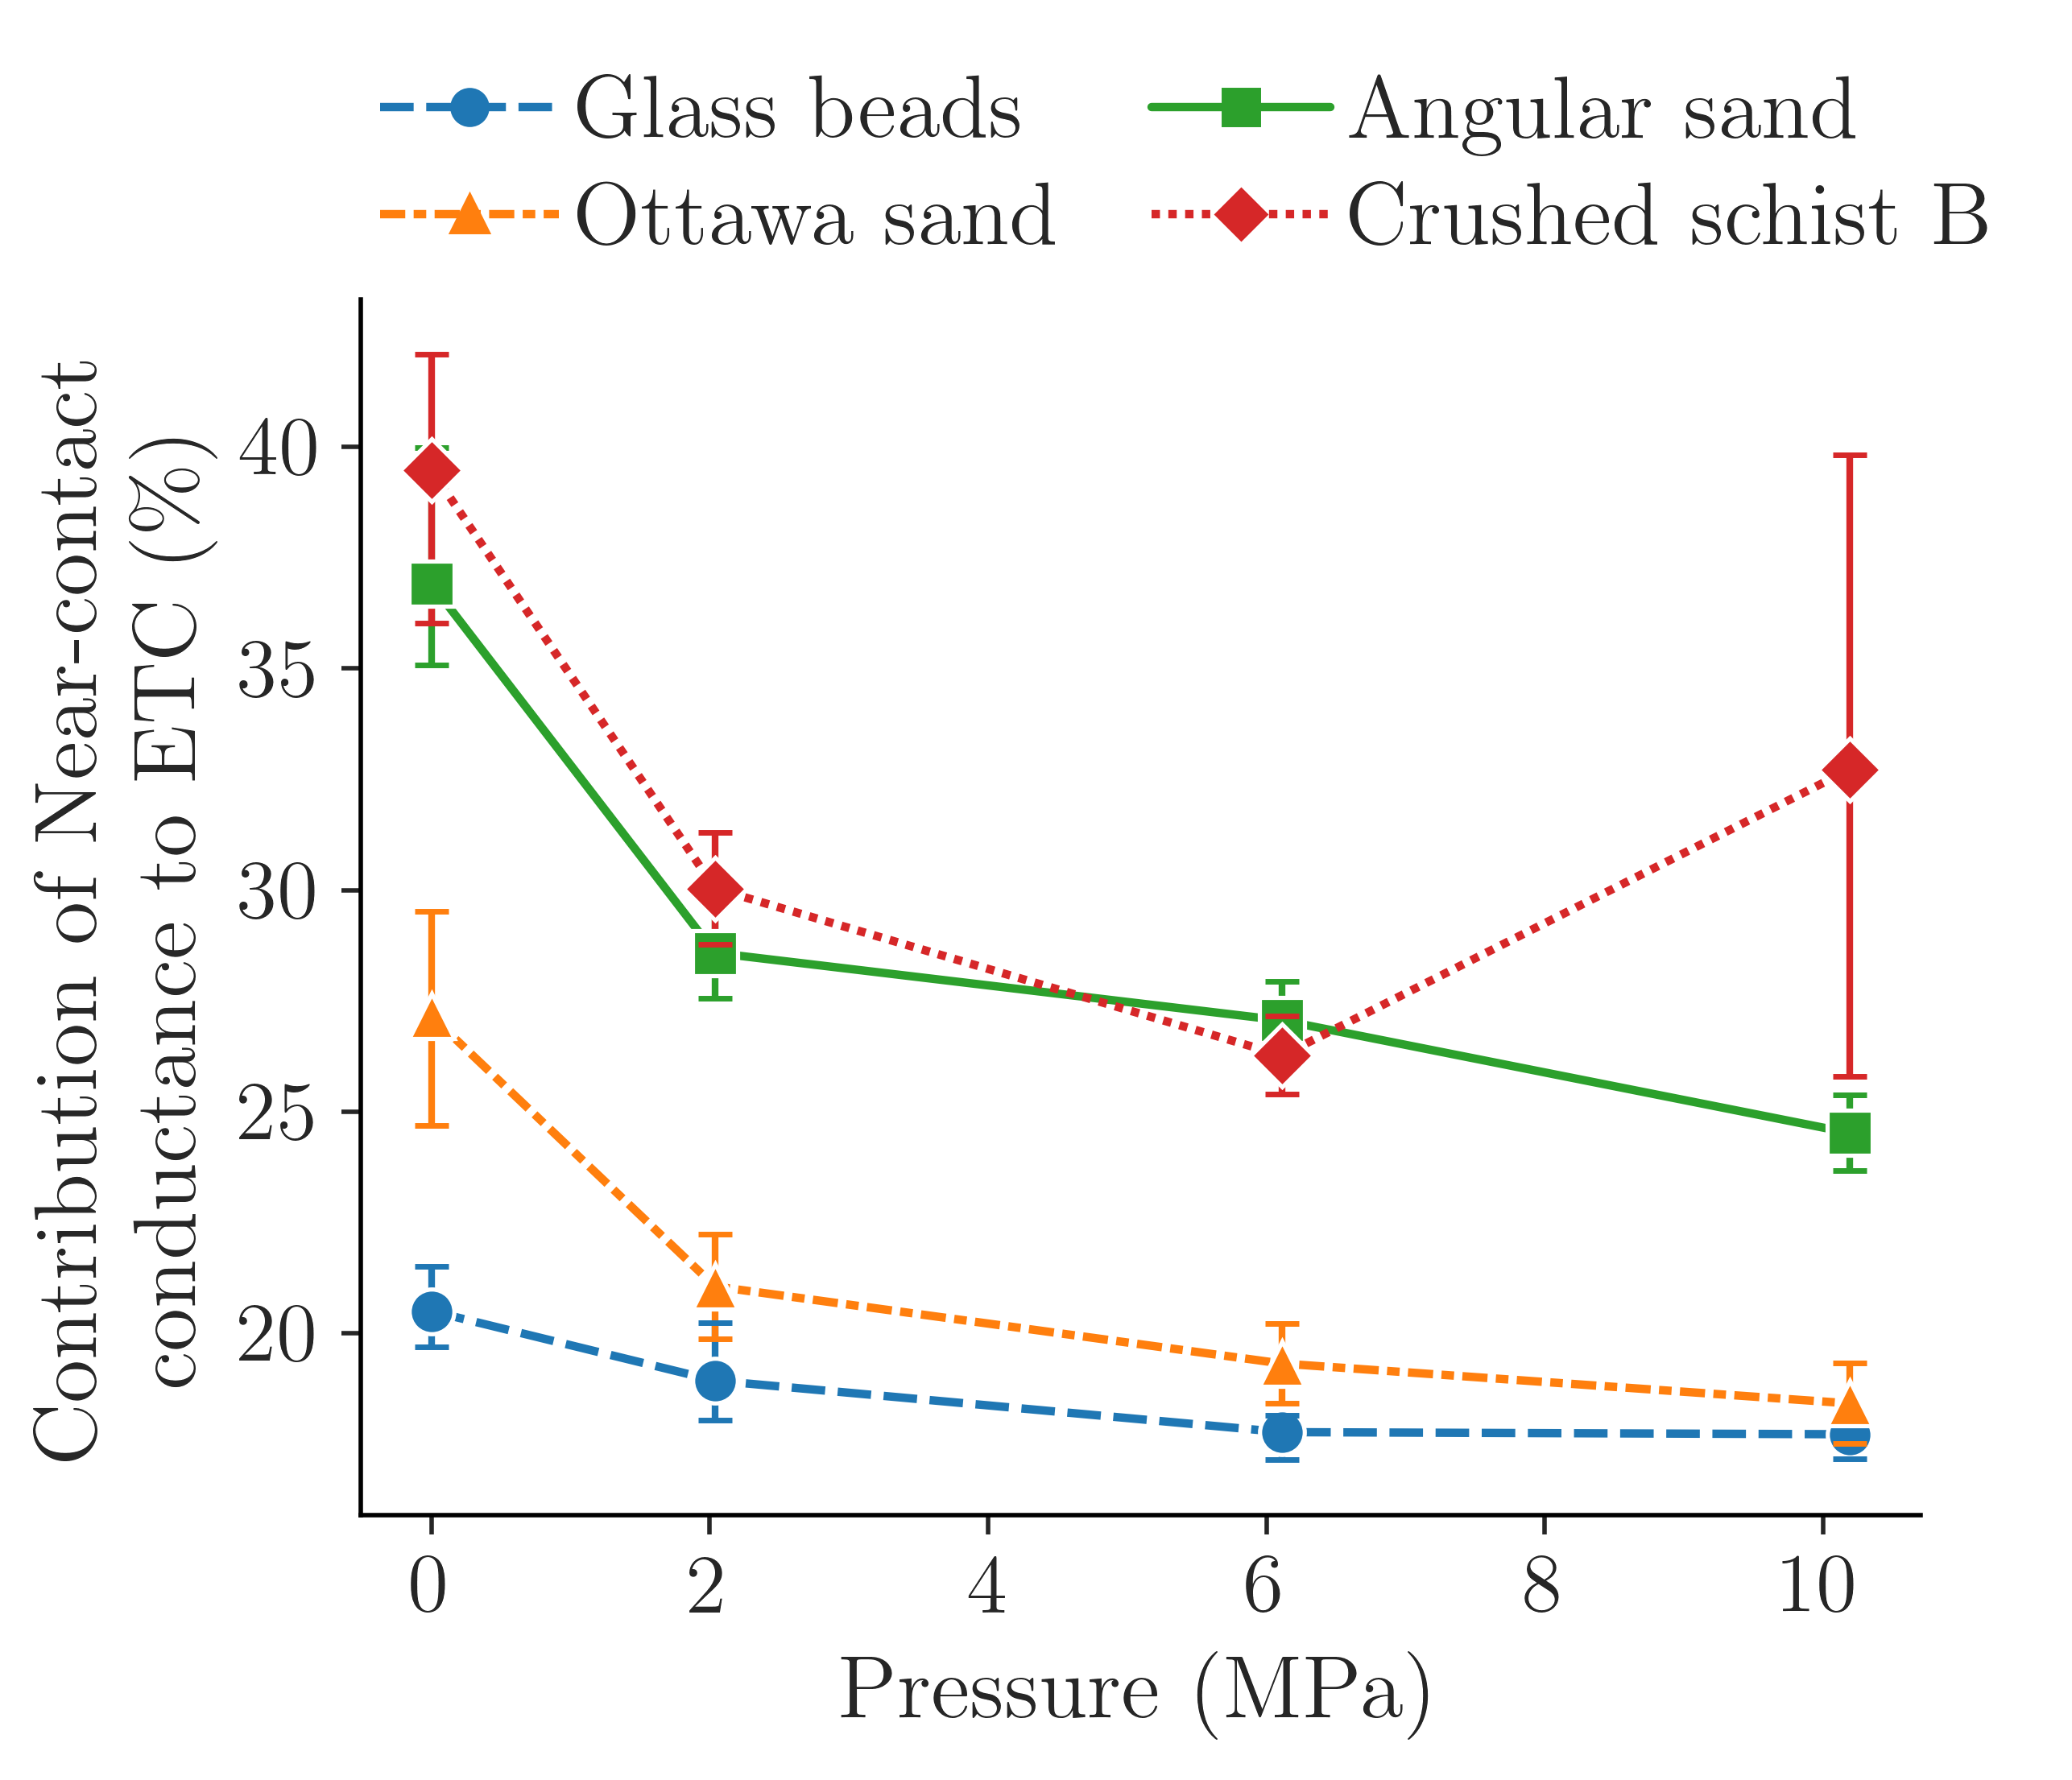 Glass beads
Angular sand
Ottawa sand
Crushed schist B
Contribution of Near-contact
conductance to ETC (%)
40
35
30
25
20
0 2 4 6 8 10
Pressure (MPa)